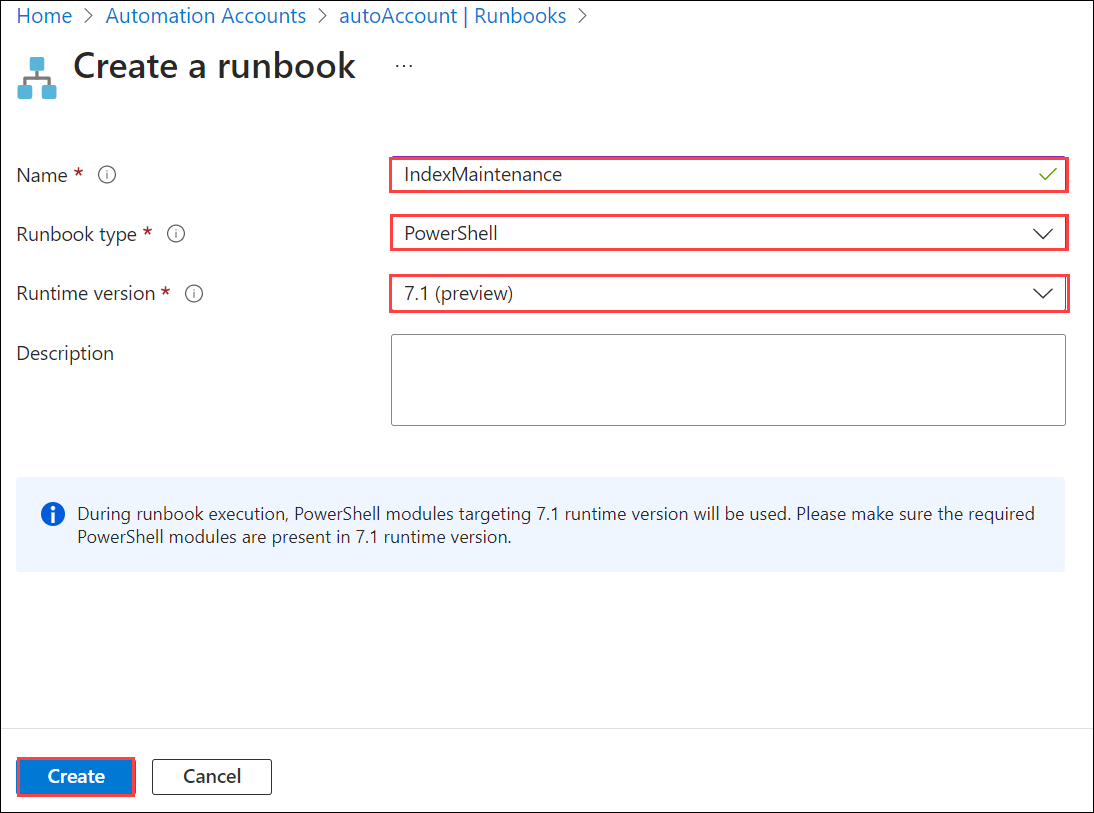 Home > Automation Accounts > autoAccount | Runbooks >
Create a runbook ...
Name *
IndexMaintenance
Runbook type *
PowerShell
Runtime version *
7.1 (preview)
Description
During runbook execution, PowerShell modules targeting 7.1 runtime version will be used. Please make sure the required
PowerShell modules are present in 7.1 runtime version.
Create
Cancel